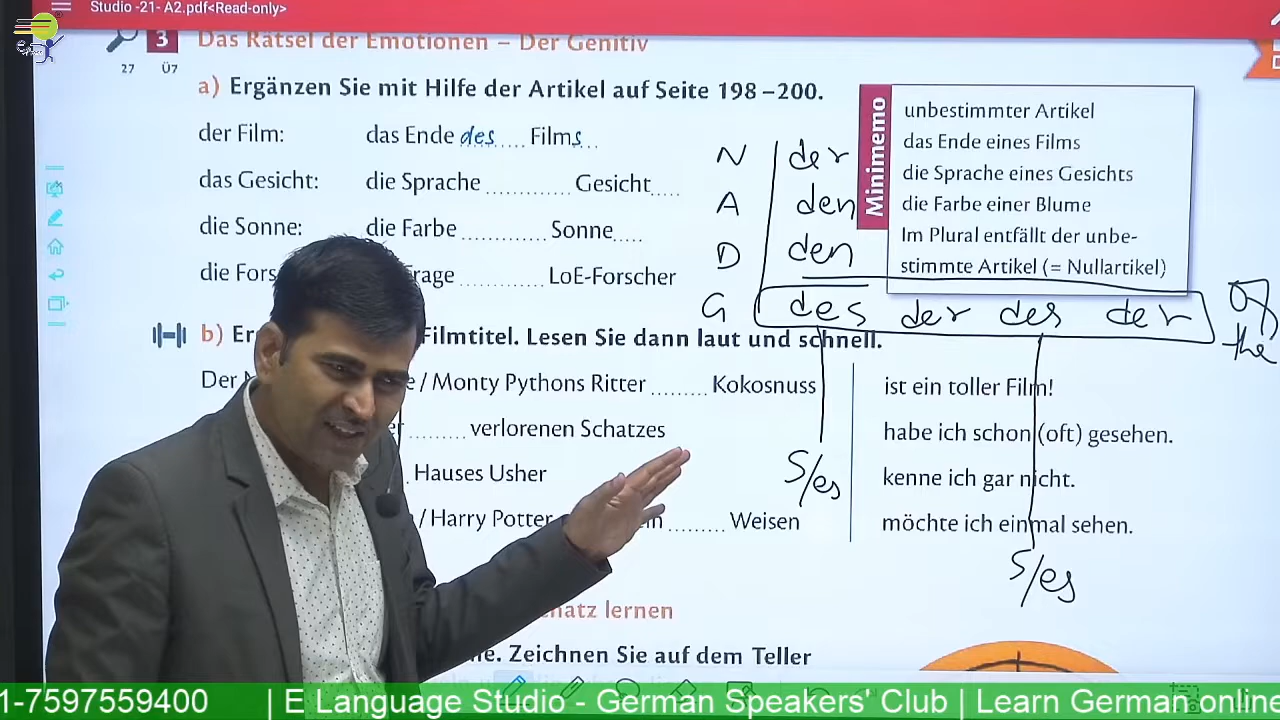 Studio -21- A2.pdf<Read-only>
3 Das Rätsel der Emotionen – Der Genitiv
27 Ü7
a) Ergänzen Sie mit Hilfe der Artikel auf Seite 198 – 200.
der Film: das Ende des Films
das Gesicht: die Sprache ............ Gesicht.....
die Sonne: die Farbe ............ Sonne.....
die Fors rage ............ LoE-Forscher
Minimemo
unbestimmter Artikel
das Ende eines Films
die Sprache eines Gesichts
die Farbe einer Blume
Im Plural entfällt der unbe-
stimmte Artikel (= Nullartikel)
N der
A den
D den
G des der des der
Of the
S/es
S/es
b) Er Filmtitel. Lesen Sie dann laut und schnell.
Der e / Monty Pythons Ritter ........ Kokosnuss ist ein toller Film!
er ........ verlorenen Schatzes habe ich schon (oft) gesehen.
Hauses Usher kenne ich gar nicht.
/ Harry Potter in ........ Weisen möchte ich einmal sehen.
hatz lernen
ne. Zeichnen Sie auf dem Teller
1-7597559400 | E Language Studio - German Speakers' Club | Learn German online